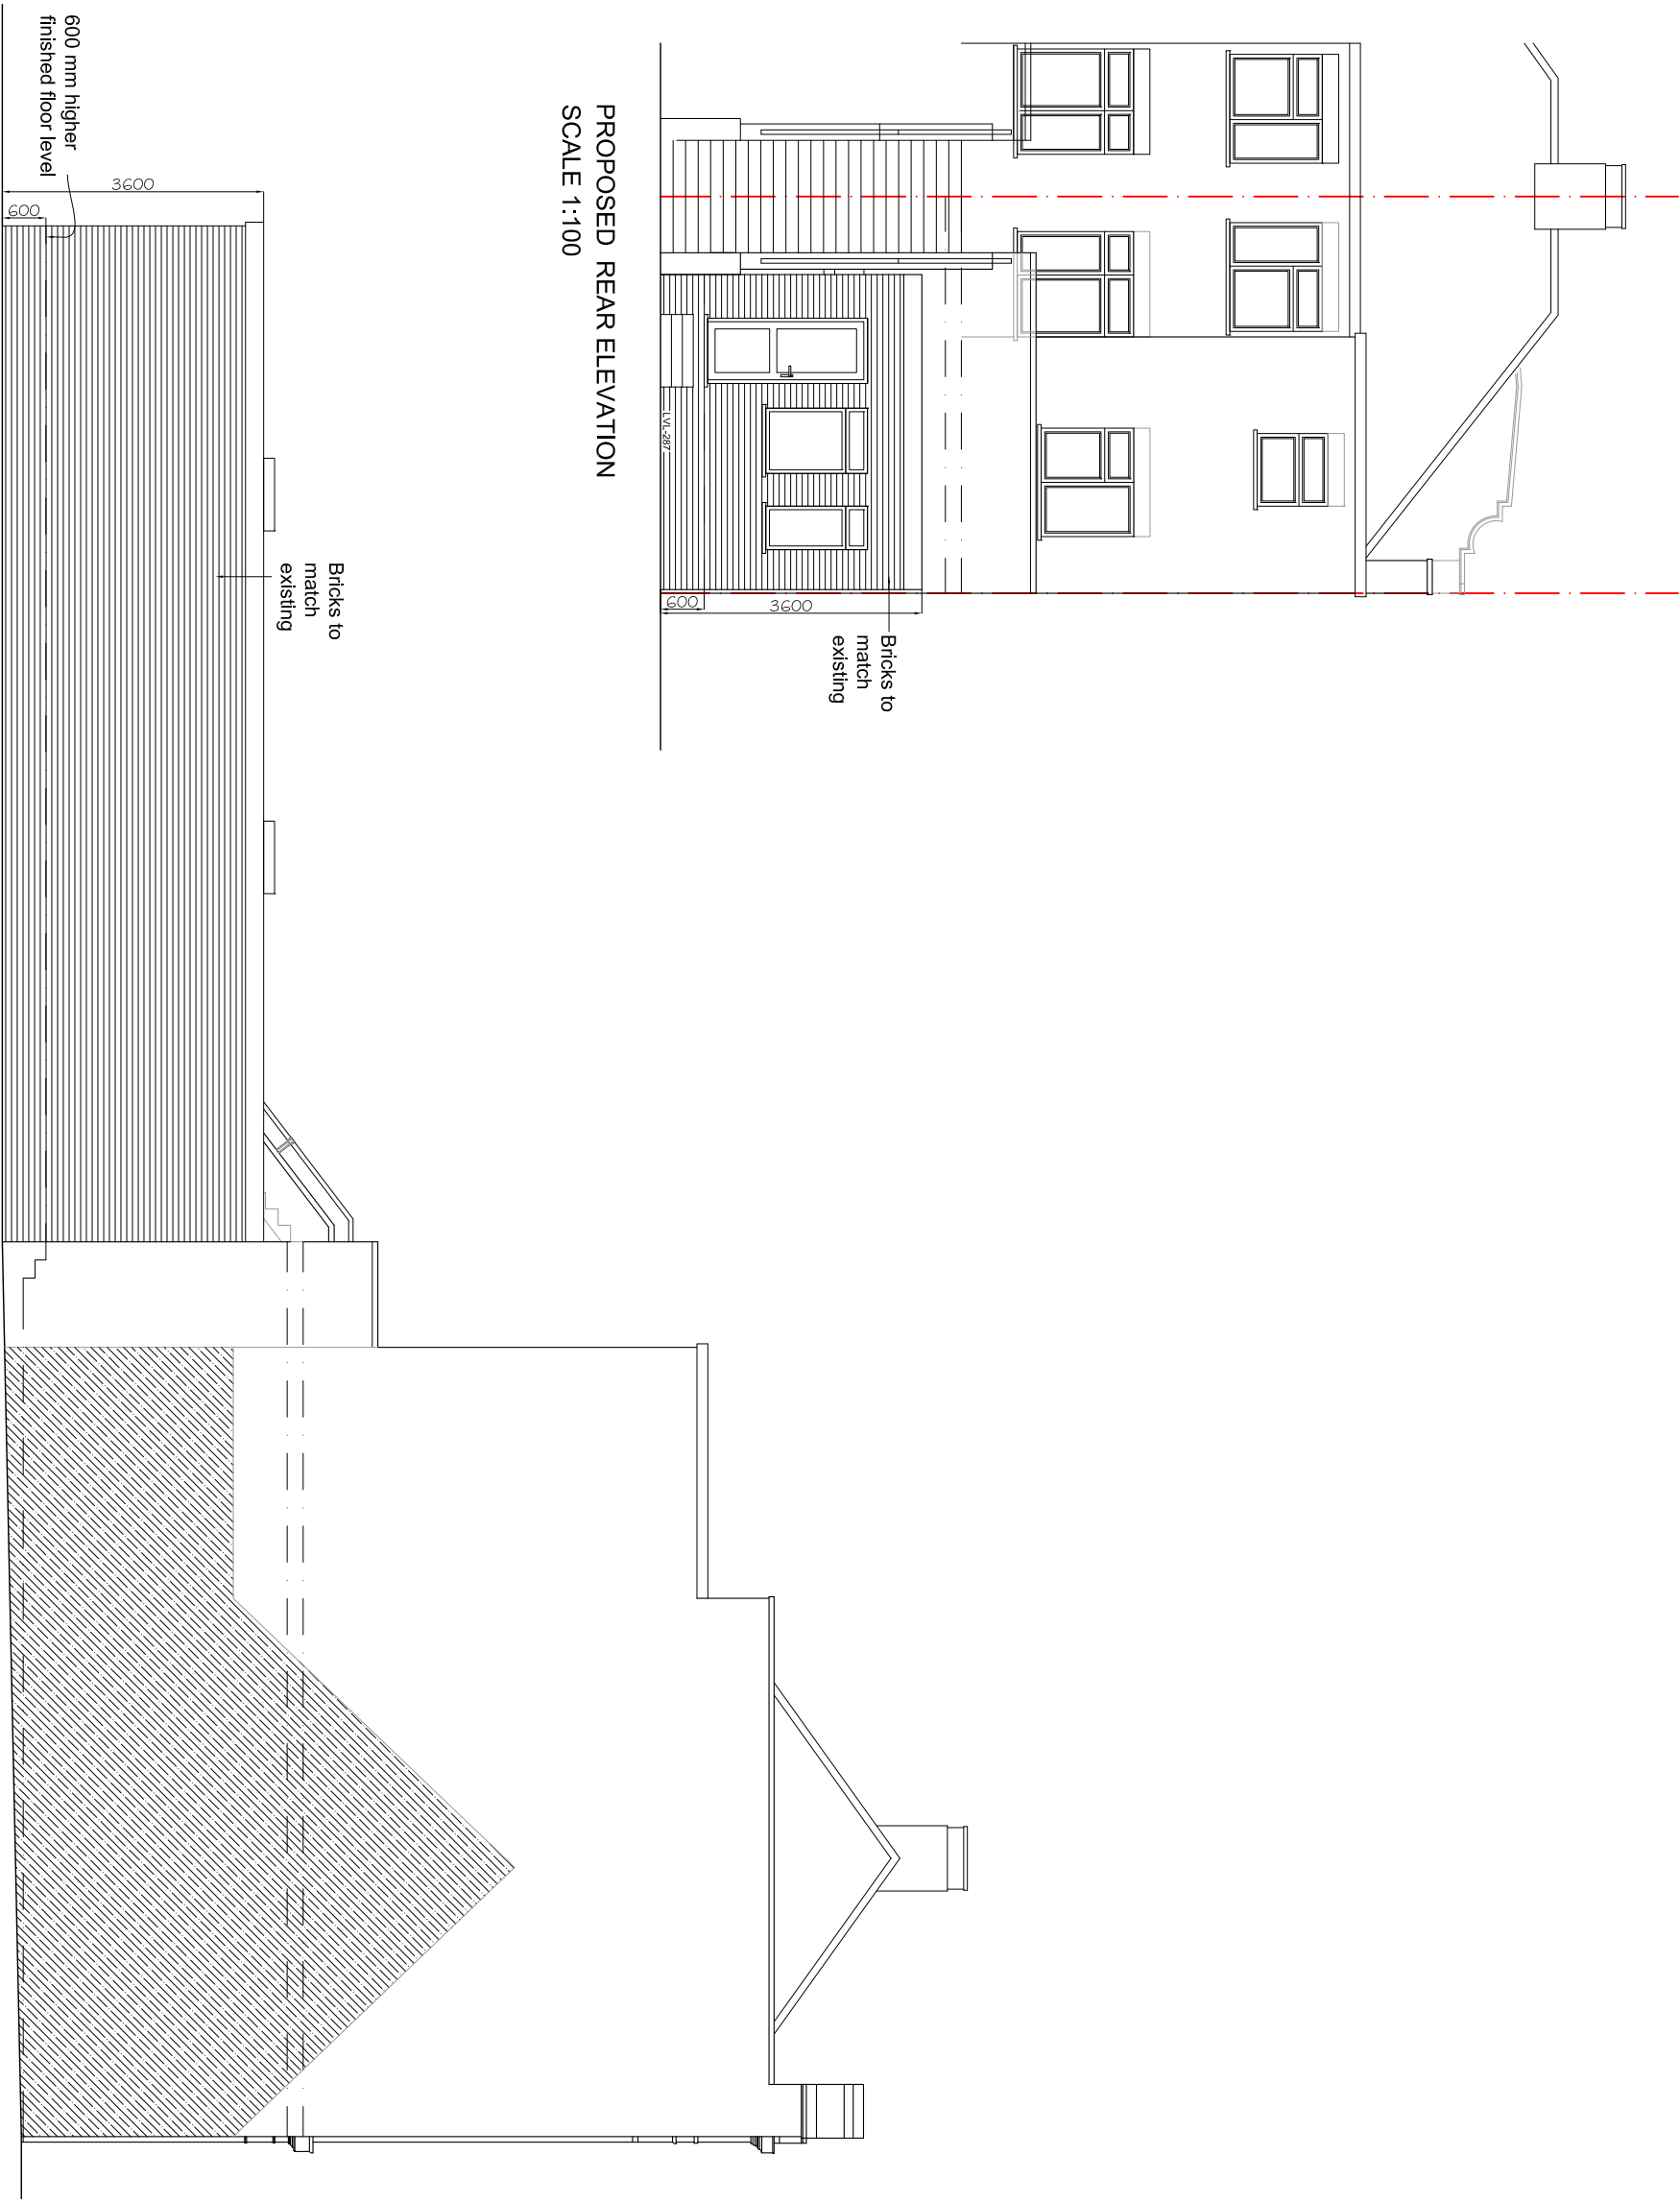 PROPOSED REAR ELEVATION
SCALE 1:100
LVL-287
600
3600
Bricks to
match
existing
600 mm higher
finished floor level
3600
600
Bricks to
match
existing